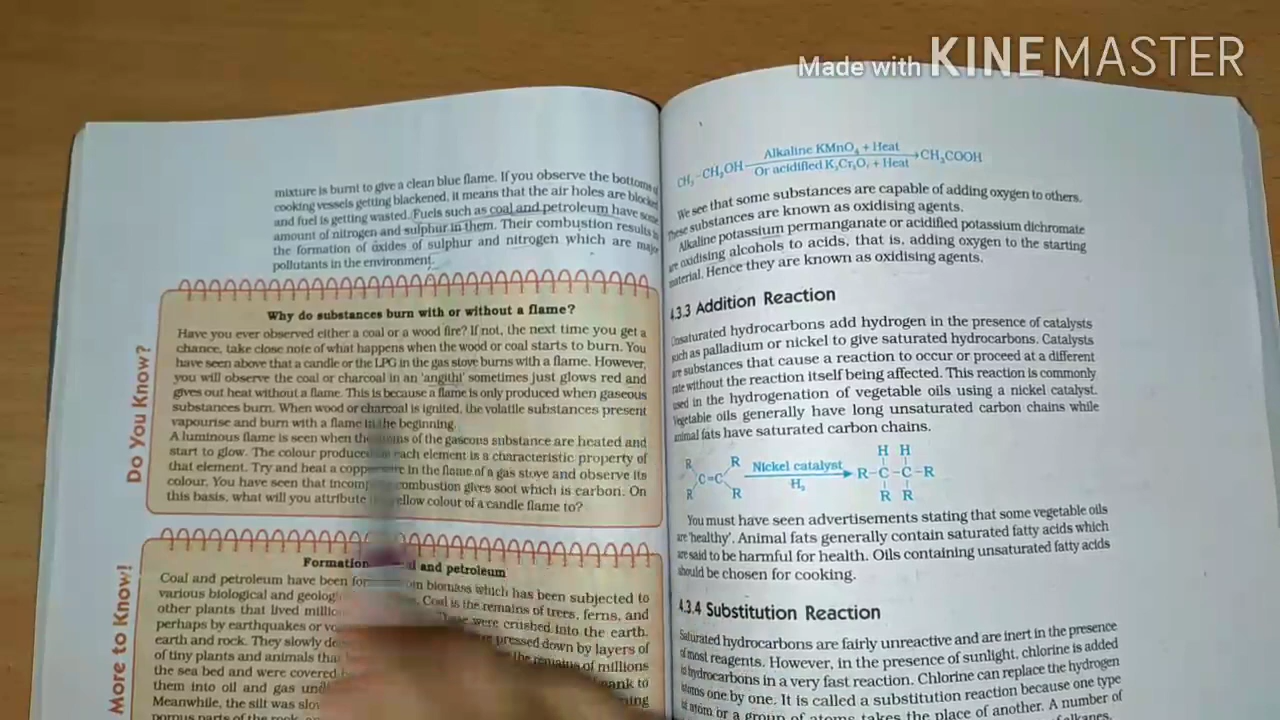 Made with KINEMASTER
mixture is burnt to give a clean blue flame. If you observe the bottoms of
cooking vessels getting blackened, it means that the air holes are blocked
and fuel is getting wasted. Fuels such as coal and petroleum have some
amount of nitrogen and sulphur in them. Their combustion results in
the formation of oxides of sulphur and nitrogen which are major
pollutants in the environment.
Do You Know?
Why do substances burn with or without a flame?
Have you ever observed either a coal or a wood fire? If not, the next time you get a
chance, take close note of what happens when the wood or coal starts to burn. You
have seen above that a candle or the LPG in the gas stove burns with a flame. However,
you will observe the coal or charcoal in an 'angithi' sometimes just glows red and
gives out heat without a flame. This is because a flame is only produced when gaseous
substances burn. When wood or charcoal is ignited, the volatile substances present
vapourise and burn with a flame in the beginning.
A luminous flame is seen when the of the gaseous substance are heated and
start to glow. The colour produced each element is a characteristic property of
that element. Try and heat a in the flame of a gas stove and observe its
colour. You have seen that combustion gives soot which is carbon. On
this basis, what will you attribute colour of a candle flame to?
More to Know!
Formation and petroleum
Coal and petroleum have been biomass which has been subjected to
various biological and Coal is the remains of trees, ferns, and
other plants that lived were crushed into the earth
perhaps by earthquakes or pressed down by layers of
earth and rock. They slowly the remains of millions
of tiny plants and animals to
the sea bed and were covered
them into oil and gas
Meanwhile, the silt was
CH3–CH2OH Alkaline KMnO4 + Heat → CH3COOH
Or acidified K2Cr2O7 + Heat
We see that some substances are capable of adding oxygen to others.
These substances are known as oxidising agents.
Alkaline potassium permanganate or acidified potassium dichromate
are oxidising alcohols to acids, that is, adding oxygen to the starting
material. Hence they are known as oxidising agents.
4.3.3 Addition Reaction
Unsaturated hydrocarbons add hydrogen in the presence of catalysts
such as palladium or nickel to give saturated hydrocarbons. Catalysts
are substances that cause a reaction to occur or proceed at a different
rate without the reaction itself being affected. This reaction is commonly
used in the hydrogenation of vegetable oils using a nickel catalyst.
Vegetable oils generally have long unsaturated carbon chains while
animal fats have saturated carbon chains.
H H
R R
C=C Nickel catalyst R–C–C–R
H2
R R R R
You must have seen advertisements stating that some vegetable oils
are 'healthy'. Animal fats generally contain saturated fatty acids which
are said to be harmful for health. Oils containing unsaturated fatty acids
should be chosen for cooking.
4.3.4 Substitution Reaction
Saturated hydrocarbons are fairly unreactive and are inert in the presence
of most reagents. However, in the presence of sunlight, chlorine is added
to hydrocarbons in a very fast reaction. Chlorine can replace the hydrogen
atoms one by one. It is called a substitution reaction because one type
of atom or a group of atoms takes the place of another. A number of